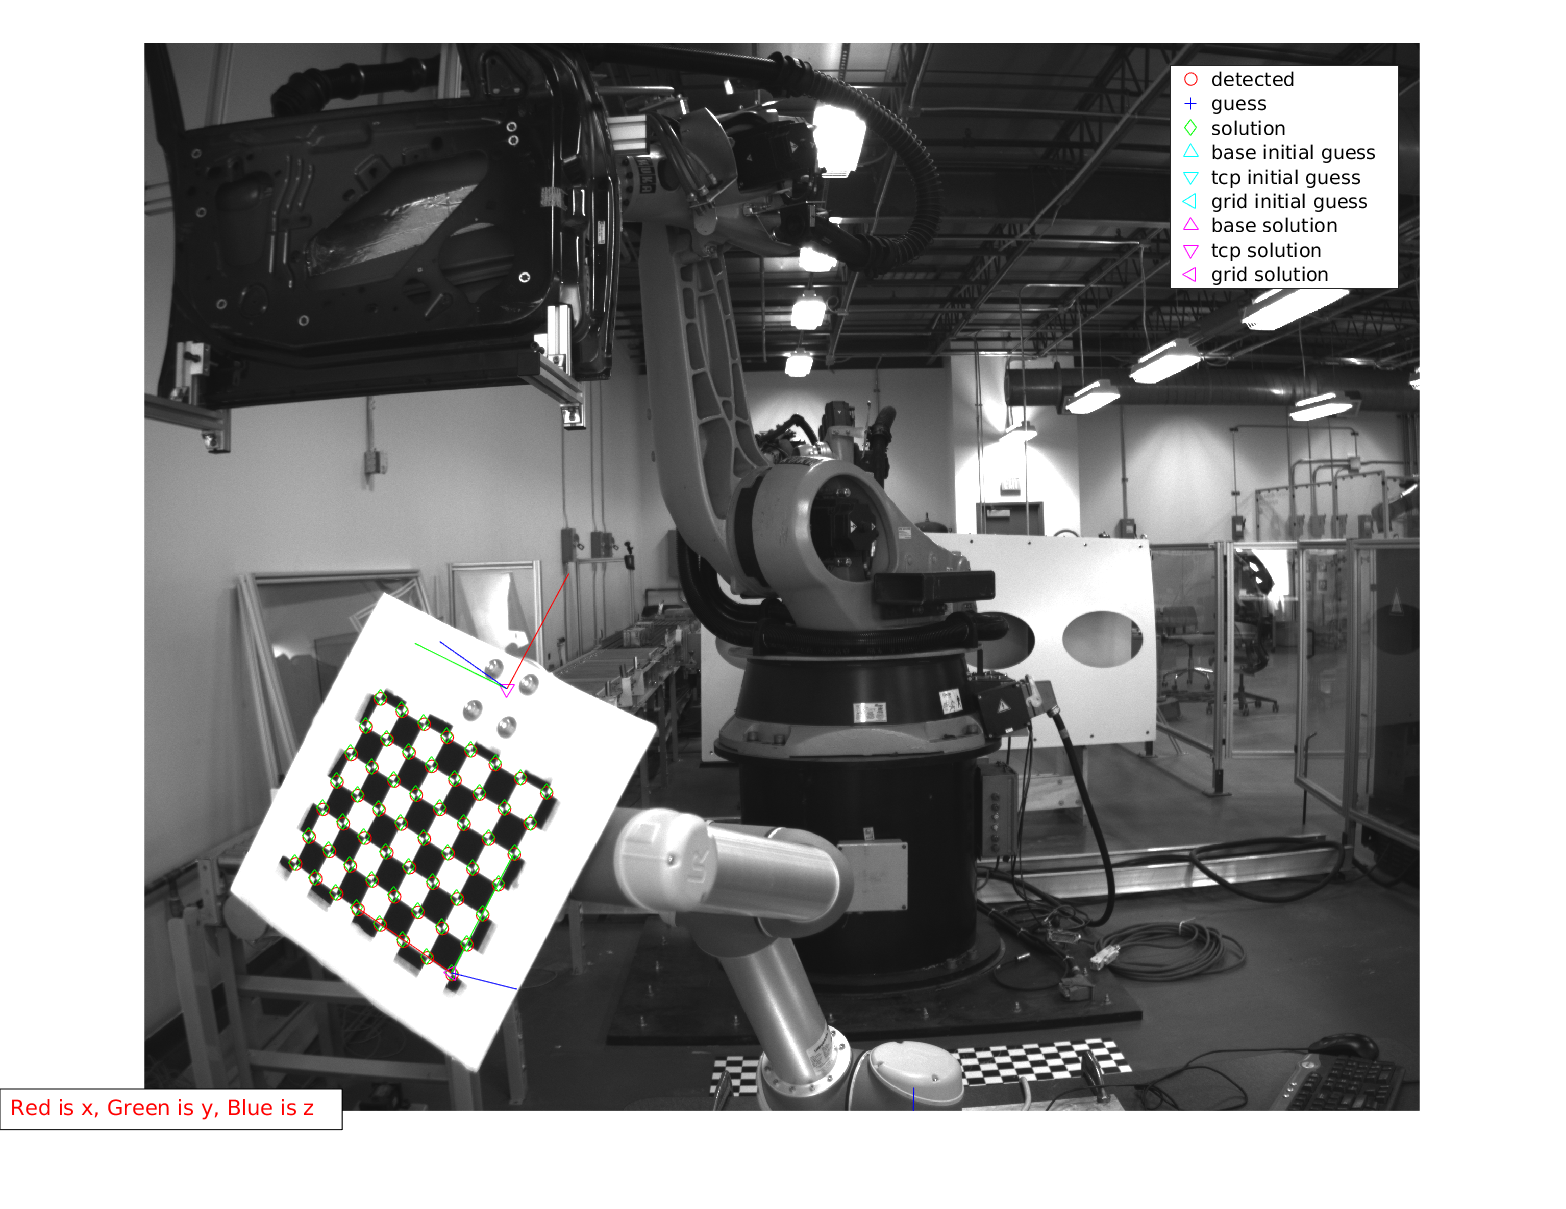 detected
guess
solution
base initial guess
tcp initial guess
grid initial guess
base solution
tcp solution
grid solution
UR
Red is x, Green is y, Blue is z